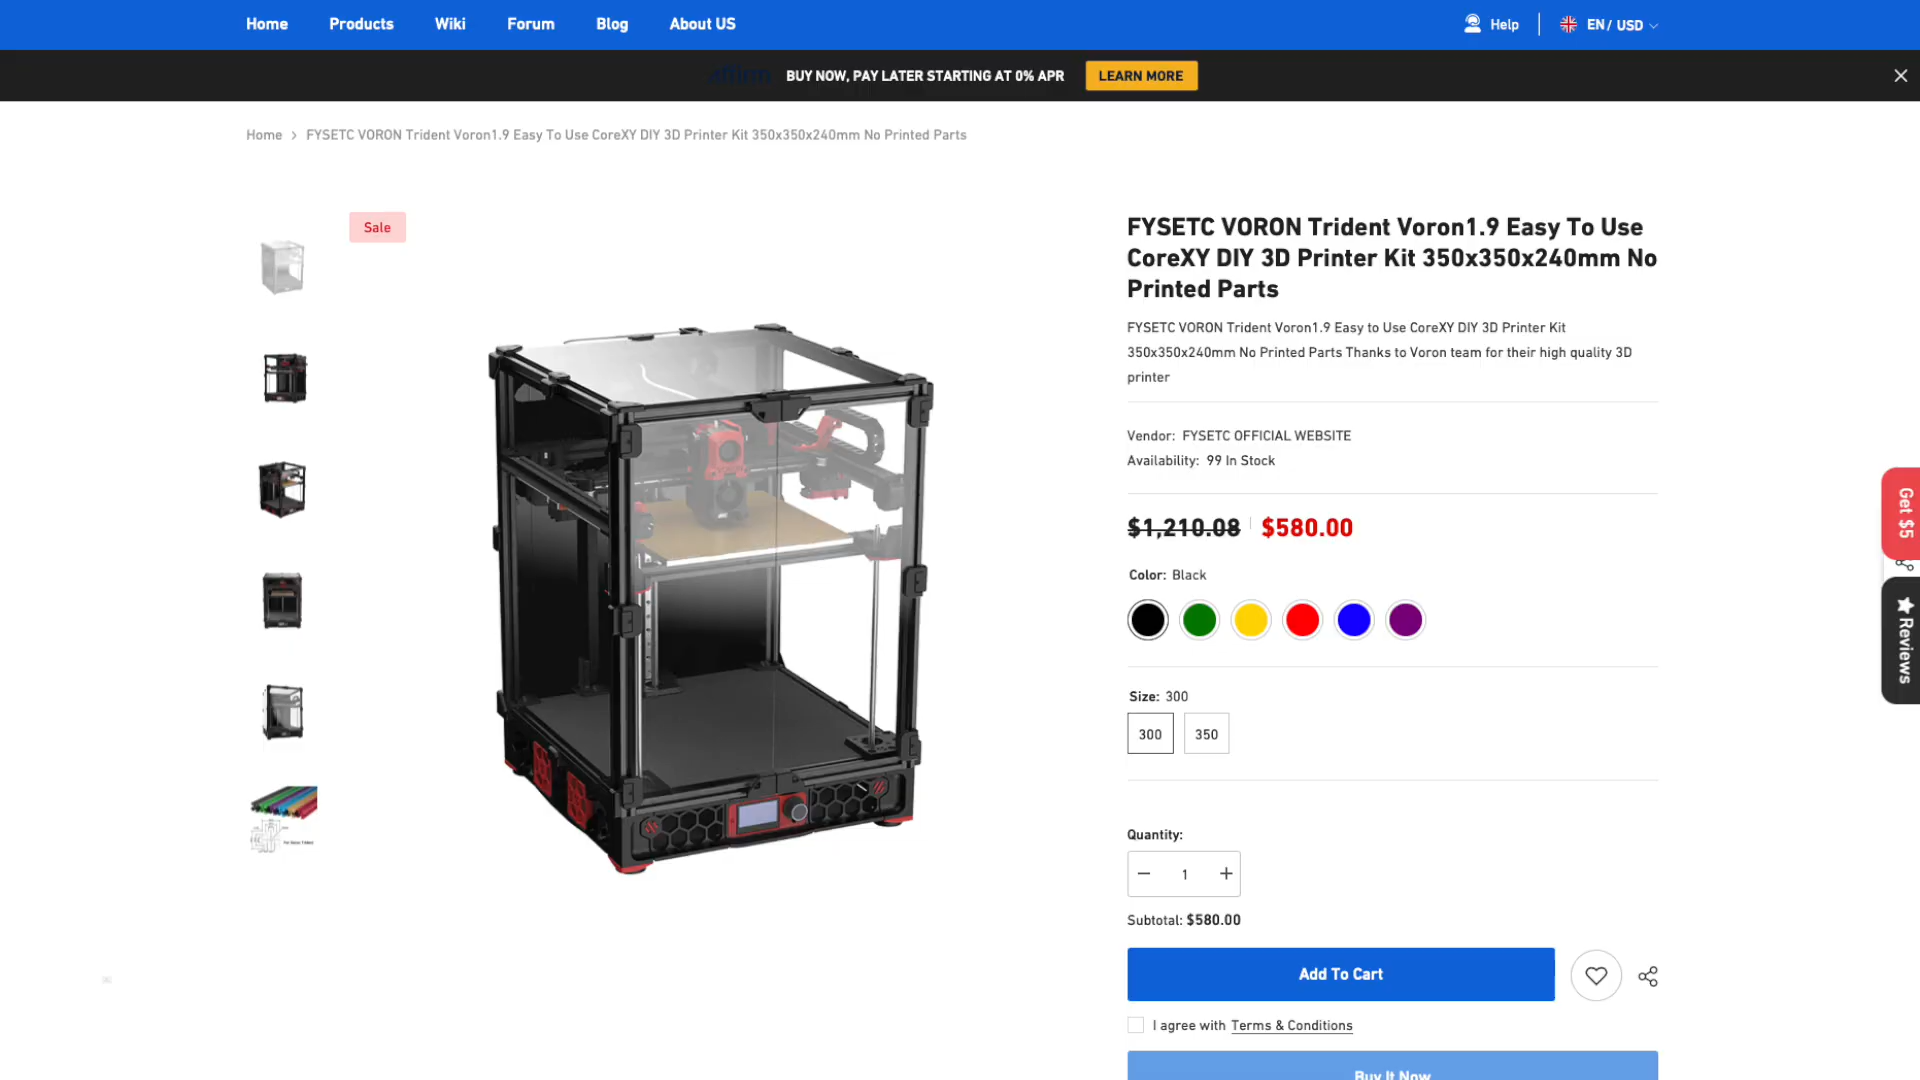 Home Products Wiki Forum Blog About US Help EN / USD
affirm BUY NOW, PAY LATER STARTING AT 0% APR LEARN MORE
Home > FYSETC VORON Trident Voron1.9 Easy To Use CoreXY DIY 3D Printer Kit 350x350x240mm No Printed Parts
Sale
FYSETC VORON Trident Voron1.9 Easy To Use
CoreXY DIY 3D Printer Kit 350x350x240mm No
Printed Parts
FYSETC VORON Trident Voron1.9 Easy to Use CoreXY DIY 3D Printer Kit
350x350x240mm No Printed Parts Thanks to Voron team for their high quality 3D
printer
Vendor: FYSETC OFFICIAL WEBSITE
Availability: 99 In Stock
$1,210.08 $580.00
Color: Black
Size: 300
300 350
Quantity:
1
Subtotal: $580.00
Add To Cart
I agree with Terms & Conditions
Buy It Now
Get $5
Reviews